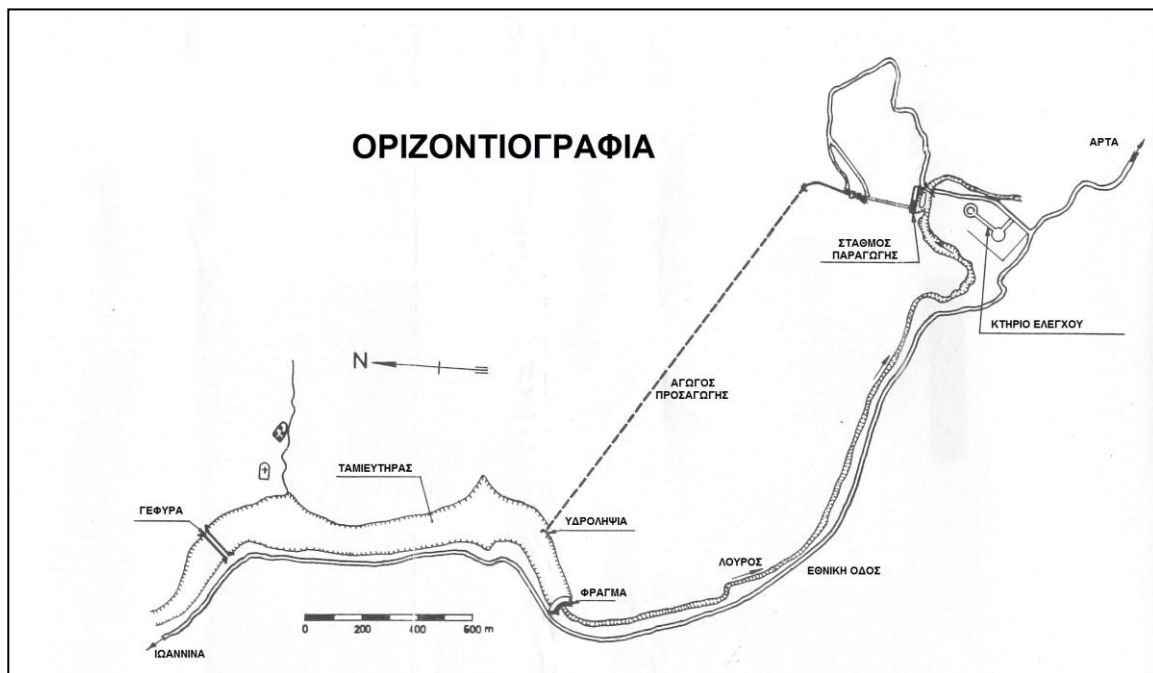 ΟΡΙΖΟΝΤΙΟΓΡΑΦΙΑ
ΑΡΤΑ
ΣΤΑΘΜΟΣ
ΠΑΡΑΓΩΓΗΣ
ΚΤΗΡΙΟ ΕΛΕΓΧΟΥ
N
ΑΓΩΓΟΣ
ΠΡΟΣΑΓΩΓΗΣ
ΤΑΜΙΕΥΤΗΡΑΣ
ΓΕΦΥΡΑ
ΥΔΡΟΛΗΨΙΑ
ΛΟΥΡΟΣ
ΕΘΝΙΚΗ ΟΔΟΣ
ΦΡΑΓΜΑ
0 200 400 600 m
ΙΩΑΝΝΙΝΑ